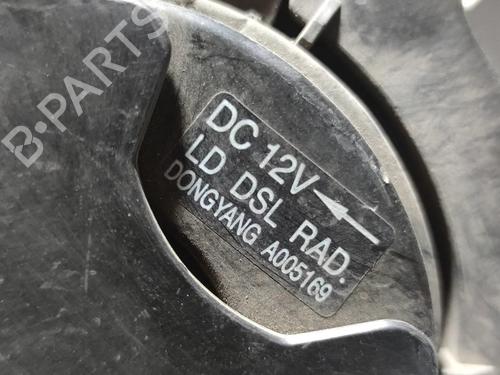 B-PARTS
DC 12V
LD DSL RAD.
DONGYANG A005169